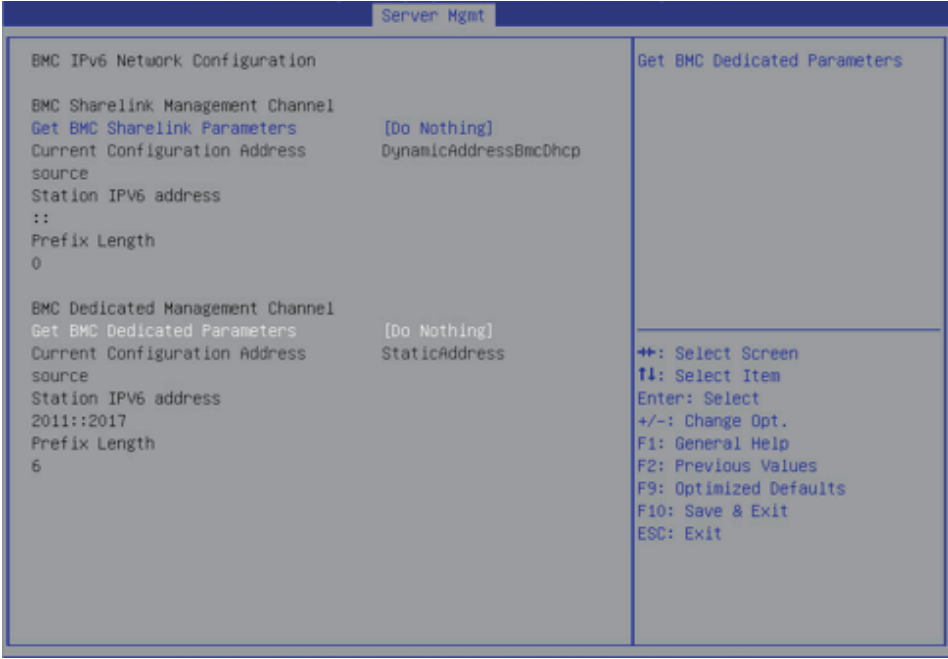 Server Mgmt
BMC IPv6 Network Configuration
BMC Sharelink Management Channel
Get BMC Sharelink Parameters [Do Nothing]
Current Configuration Address DynamicAddressBmcDhcp
source
Station IPV6 address
::
Prefix Length
0
BMC Dedicated Management Channel
Get BMC Dedicated Parameters [Do Nothing]
Current Configuration Address StaticAddress
source
Station IPV6 address
2011::2017
Prefix Length
6
Get BMC Dedicated Parameters
→←: Select Screen
↑↓: Select Item
Enter: Select
+/-: Change Opt.
F1: General Help
F2: Previous Values
F9: Optimized Defaults
F10: Save & Exit
ESC: Exit